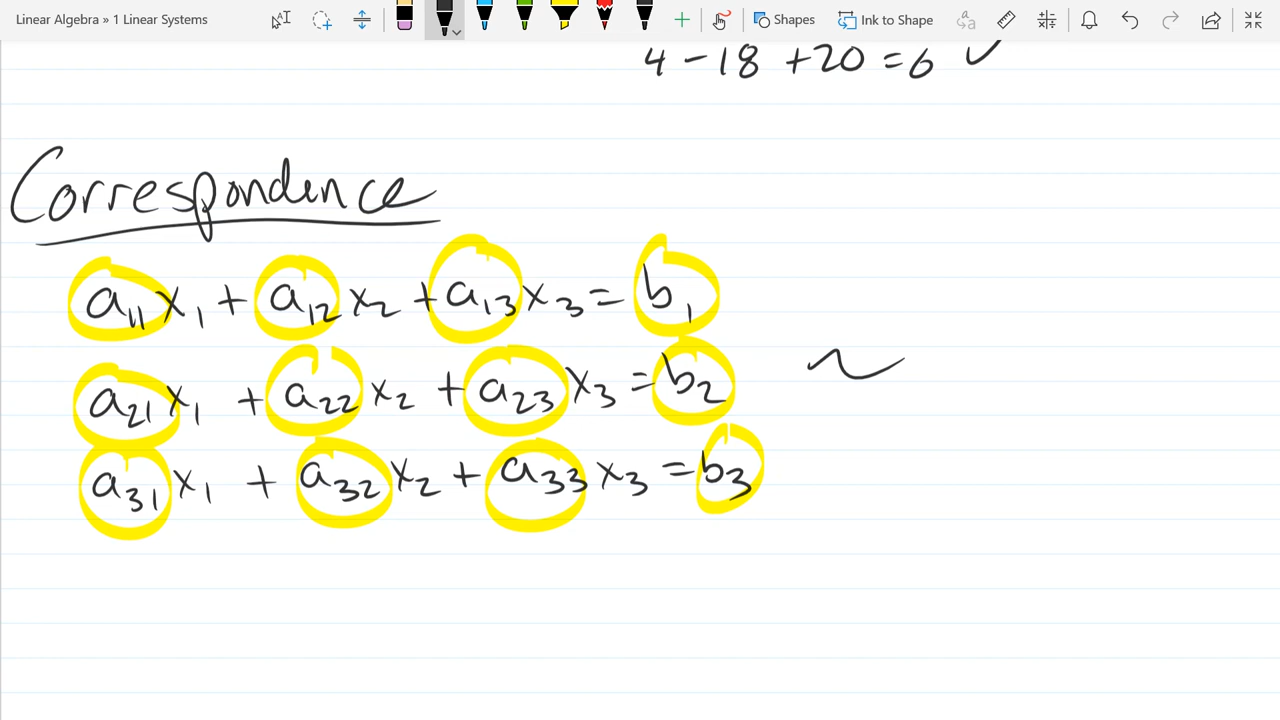 Linear Algebra » 1 Linear Systems
Shapes
Ink to Shape
4 - 18 + 20 = 6 ✓
Correspondence
a₁₁x₁ + a₁₂x₂ + a₁₃x₃ = b₁
a₂₁x₁ + a₂₂x₂ + a₂₃x₃ = b₂ ~
a₃₁x₁ + a₃₂x₂ + a₃₃x₃ = b₃